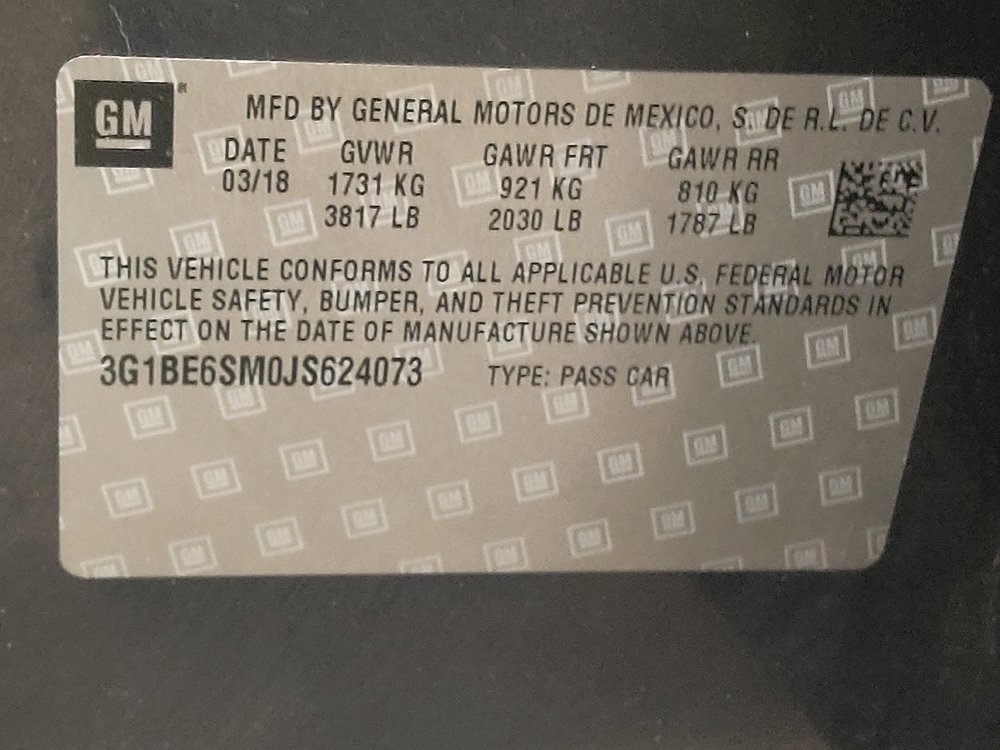 GM
MFD BY GENERAL MOTORS DE MEXICO, S. DE R.L. DE C.V.
DATE GVWR GAWR FRT GAWR RR
03/18 1731 KG 921 KG 810 KG
3817 LB 2030 LB 1787 LB
THIS VEHICLE CONFORMS TO ALL APPLICABLE U.S. FEDERAL MOTOR
VEHICLE SAFETY, BUMPER, AND THEFT PREVENTION STANDARDS IN
EFFECT ON THE DATE OF MANUFACTURE SHOWN ABOVE.
3G1BE6SM0JS624073 TYPE: PASS CAR